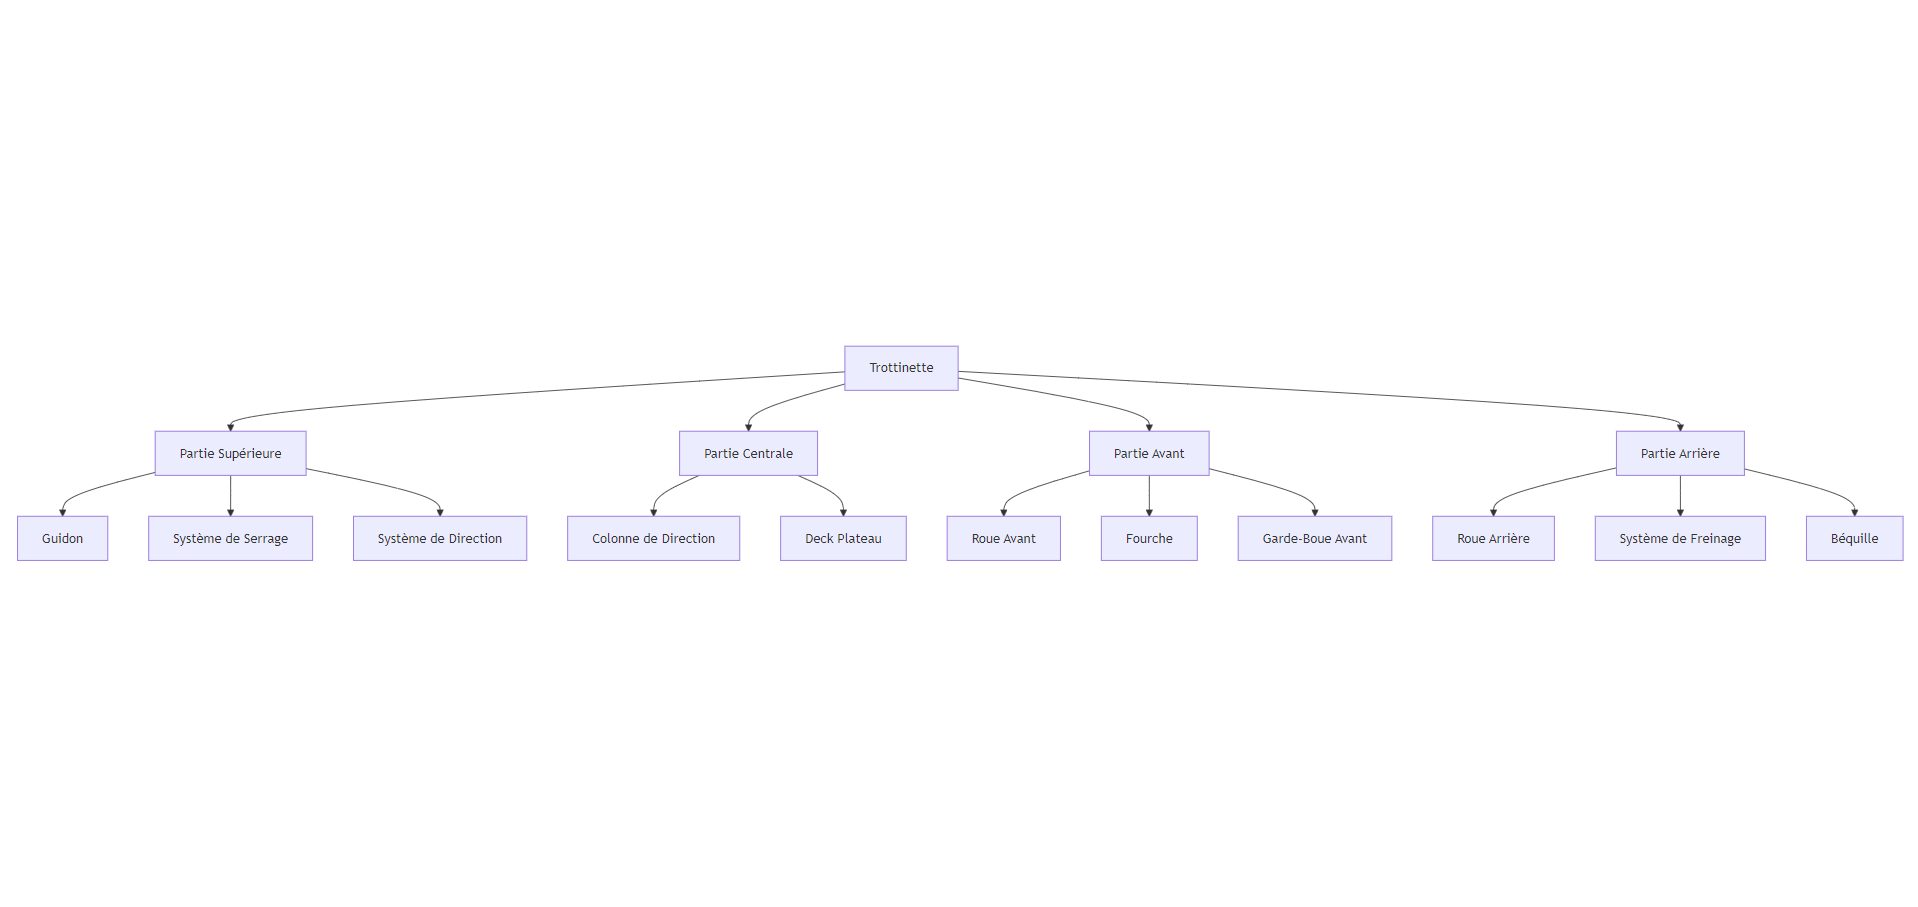 Trottinette
Partie Supérieure
Partie Centrale
Partie Avant
Partie Arrière
Guidon
Système de Serrage
Système de Direction
Colonne de Direction
Deck Plateau
Roue Avant
Fourche
Garde-Boue Avant
Roue Arrière
Système de Freinage
Béquille